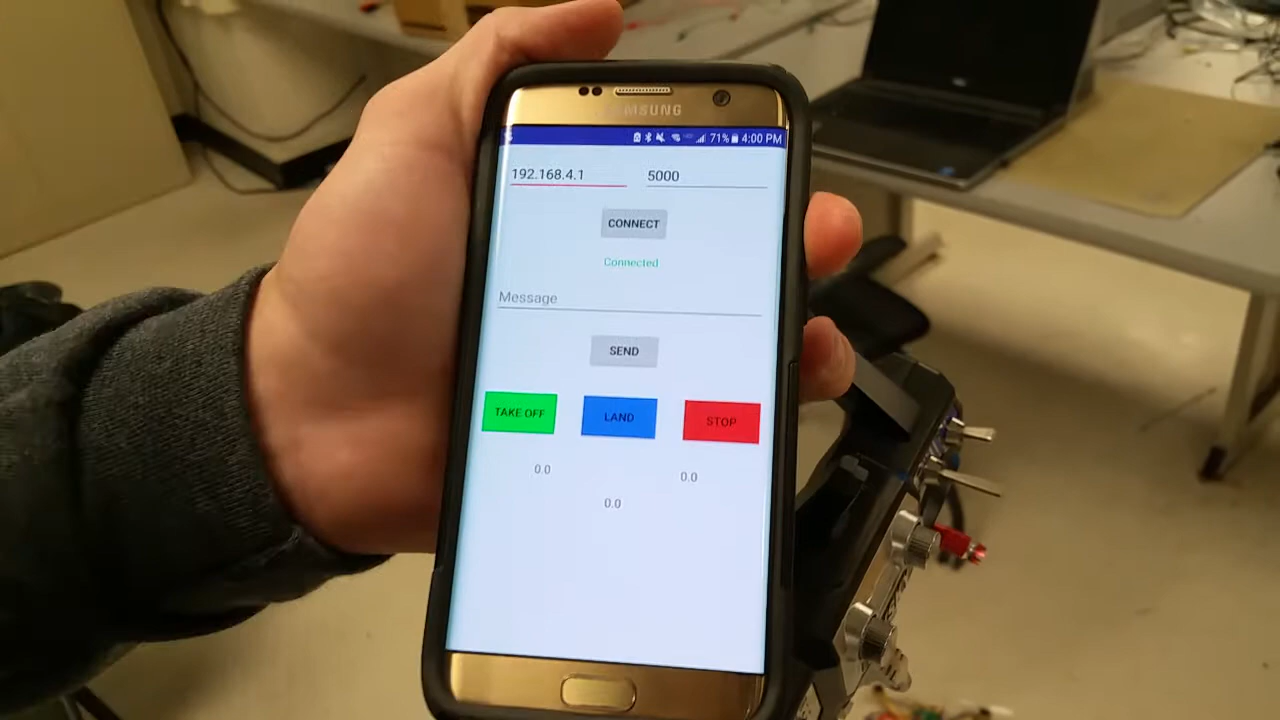 SAMSUNG
71% 4:00 PM
192.168.4.1 5000
CONNECT
Connected
Message
SEND
TAKE OFF LAND STOP
0.0 0.0
0.0